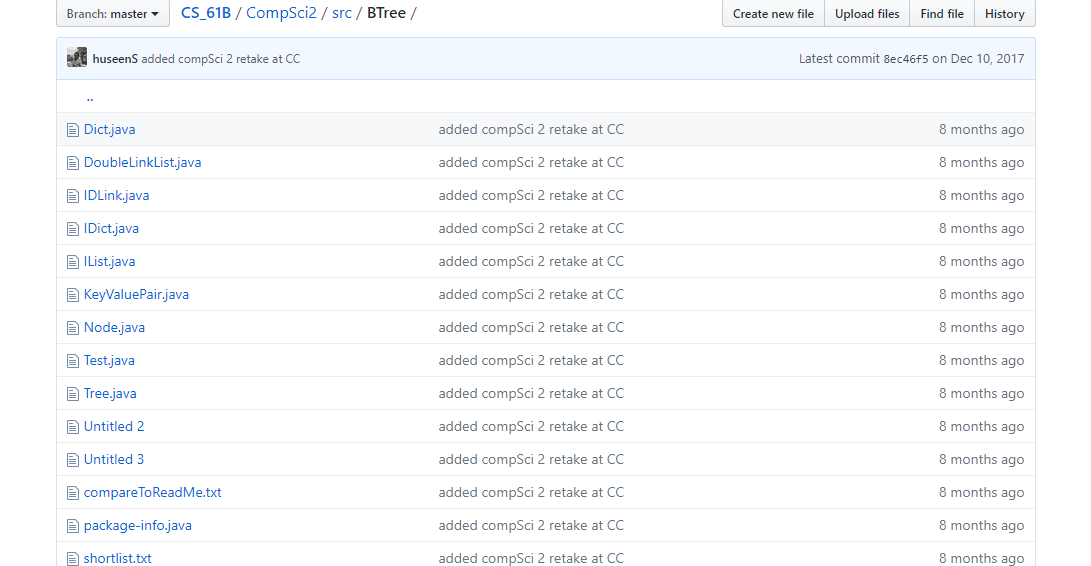 Branch: master CS_61B / CompSci2 / src / BTree / Create new file Upload files Find file History
huseenS added compSci 2 retake at CC Latest commit 8ec46f5 on Dec 10, 2017
..
Dict.java added compSci 2 retake at CC 8 months ago
DoubleLinkList.java added compSci 2 retake at CC 8 months ago
IDLink.java added compSci 2 retake at CC 8 months ago
IDict.java added compSci 2 retake at CC 8 months ago
IList.java added compSci 2 retake at CC 8 months ago
KeyValuePair.java added compSci 2 retake at CC 8 months ago
Node.java added compSci 2 retake at CC 8 months ago
Test.java added compSci 2 retake at CC 8 months ago
Tree.java added compSci 2 retake at CC 8 months ago
Untitled 2 added compSci 2 retake at CC 8 months ago
Untitled 3 added compSci 2 retake at CC 8 months ago
compareToReadMe.txt added compSci 2 retake at CC 8 months ago
package-info.java added compSci 2 retake at CC 8 months ago
shortlist.txt added compSci 2 retake at CC 8 months ago